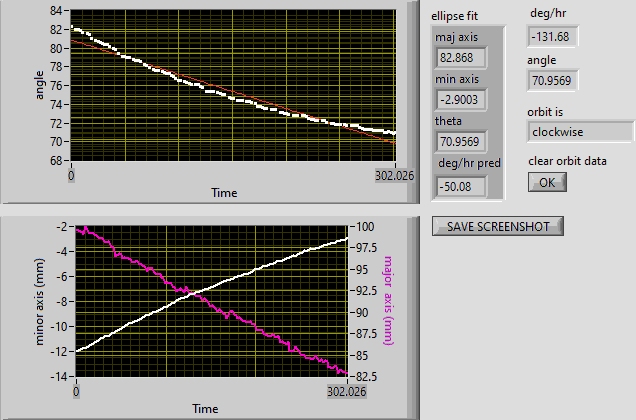 84
82
80
78
76
74
72
70
68
angle
0
302.026
Time
ellipse fit
maj axis
82.868
min axis
-2.9003
theta
70.9569
deg/hr pred
-50.08
deg/hr
-131.68
angle
70.9569
orbit is
clockwise
clear orbit data
OK
SAVE SCREENSHOT
-2
-4
-6
-8
-10
-12
-14
minor axis (mm)
100
97.5
95
92.5
90
87.5
85
82.5
major axis (mm)
0
302.026
Time